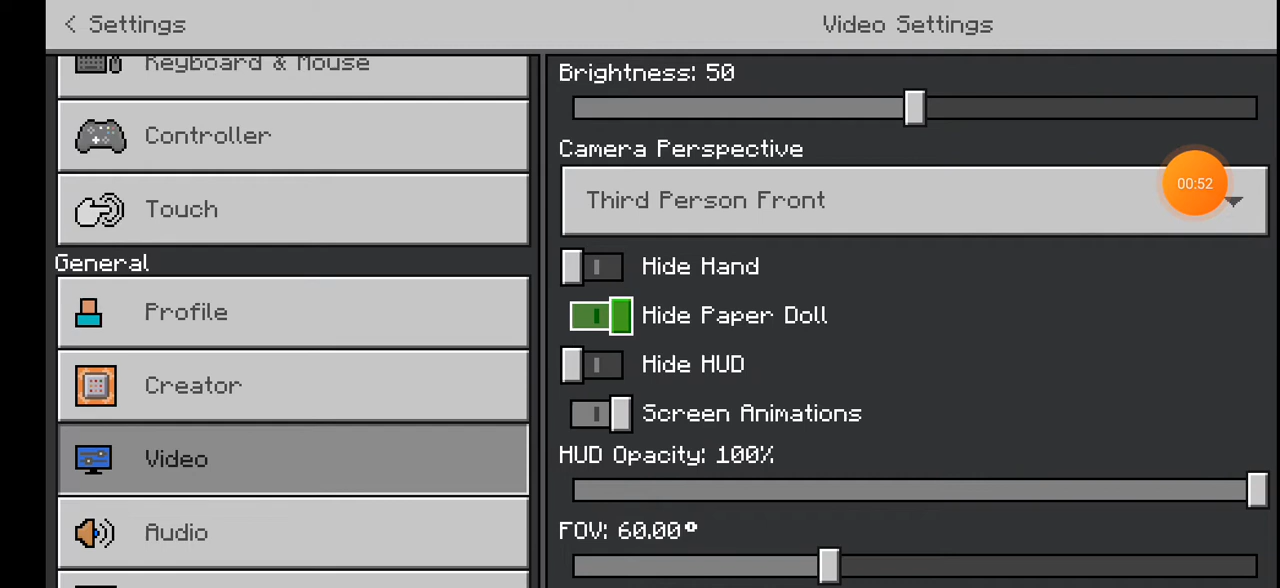 Settings
Video Settings
Keyboard & Mouse
Controller
Touch
General
Profile
Creator
Video
Audio
Brightness: 50
Camera Perspective
Third Person Front
00:52
Hide Hand
Hide Paper Doll
Hide HUD
Screen Animations
HUD Opacity: 100%
FOV: 60.00°